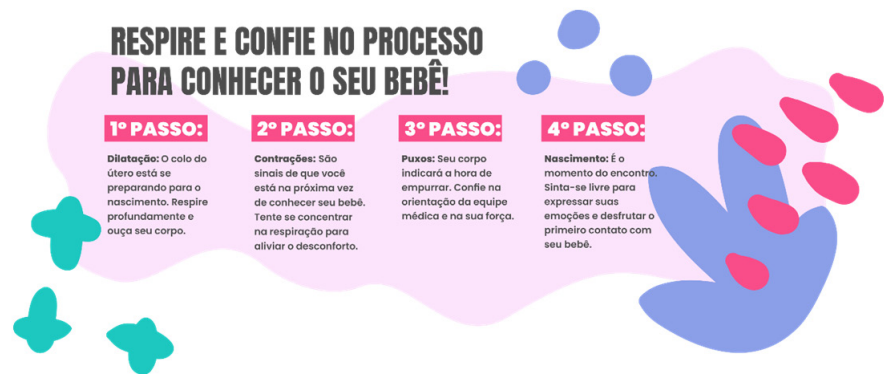 RESPIRE E CONFIE NO PROCESSO
PARA CONHECER O SEU BEBÊ!
1º PASSO:
Dilatação: O colo do
útero está se
preparando para o
nascimento. Respire
profundamente e
ouça seu corpo.
2º PASSO:
Contrações: São
sinais de que você
está na próxima vez
de conhecer seu bebê.
Tente se concentrar
na respiração para
aliviar o desconforto.
3º PASSO:
Puxos: Seu corpo
indicará a hora de
empurrar. Confie na
orientação da equipe
médica e na sua força.
4º PASSO:
Nascimento: É o
momento do encontro.
Sinta-se livre para
expressar suas
emoções e desfrutar o
primeiro contato com
seu bebê.